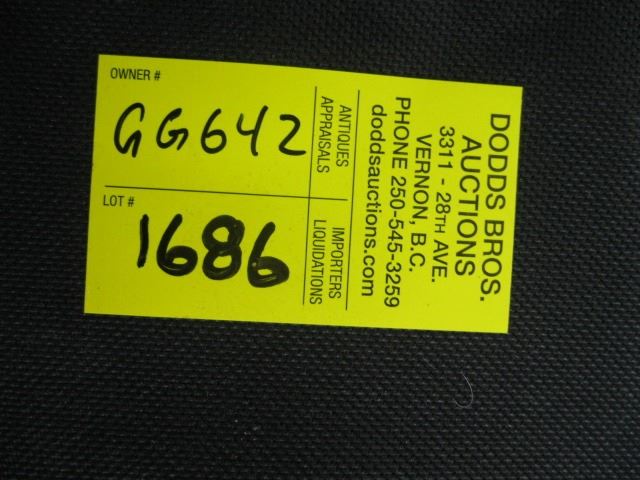 OWNER #
GG642
LOT #
1686
ANTIQUES
APPRAISALS
IMPORTERS
LIQUIDATIONS
DODDS BROS.
AUCTIONS
3311 - 28TH AVE.
VERNON, B.C.
PHONE 250-545-3259
doddsauctions.com